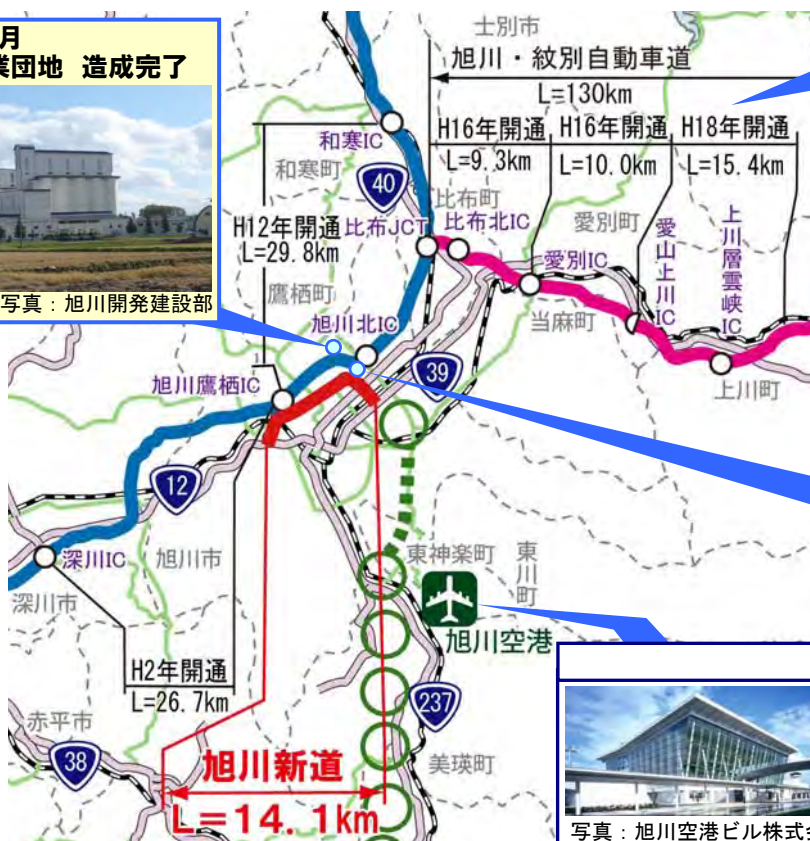 月
業団地 造成完了
写真：旭川開発建設部
士別市
旭川・紋別自動車道
L=130km
H16年開通
L=9.3km
H16年開通
L=10.0km
H18年開通
L=15.4km
和寒IC
和寒町
40
H12年開通
L=29.8km
比布JCT
比布町
比布北IC
愛別町
愛別IC
愛山上川IC
上川層雲峡IC
鷹栖町
旭川北IC
当麻町
上川町
39
旭川鷹栖IC
12
深川IC
旭川市
深川市
東神楽町
東川町
旭川空港
H2年開通
L=26.7km
237
赤平市
38
旭川新道
L=14.1km
美瑛町
写真：旭川空港ビル株式会